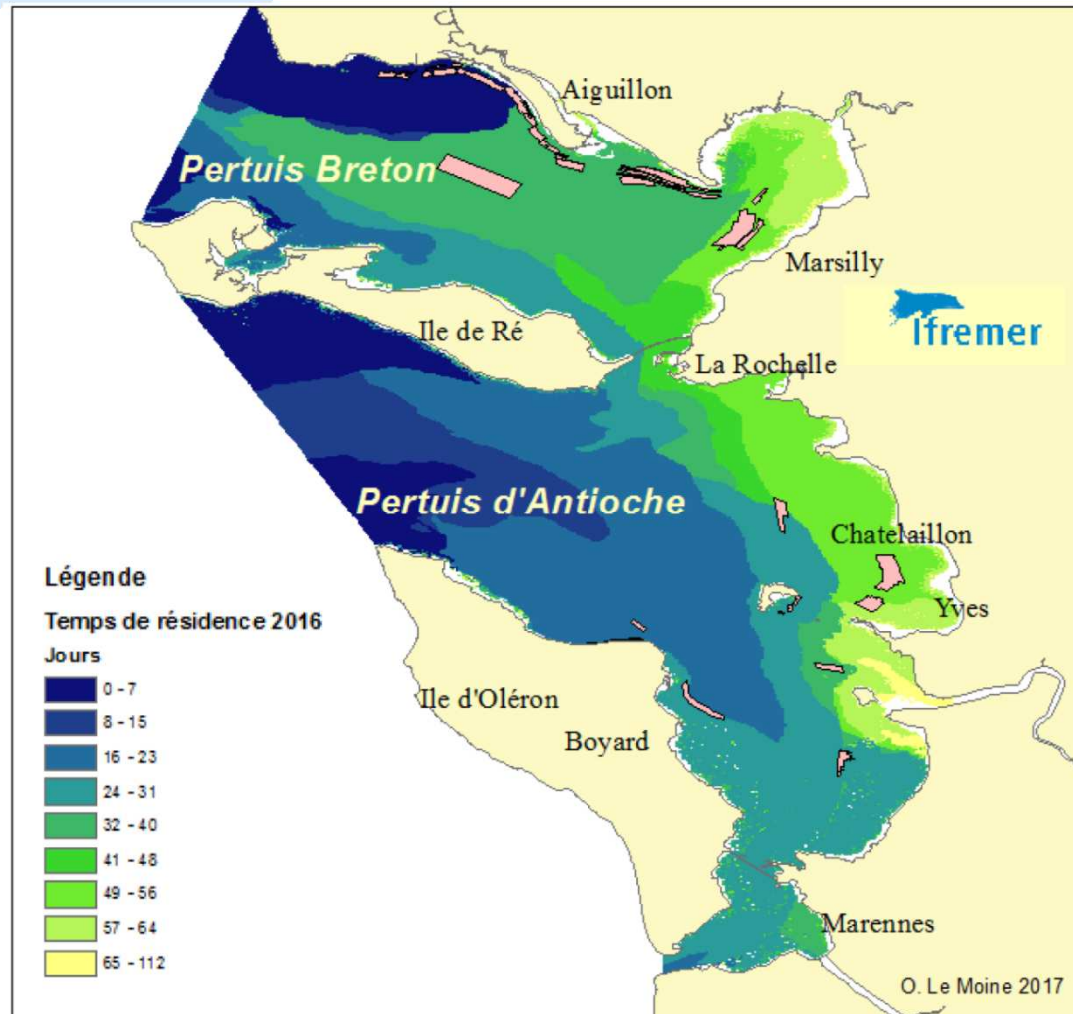 Aiguillon
Pertuis Breton
Marsilly
Ifremer
Ile de Ré
La Rochelle
Pertuis d'Antioche
Chatelaillon
Yves
Ile d'Oléron
Boyard
Marennes
Légende
Temps de résidence 2016
Jours
0 - 7
8 - 15
16 - 23
24 - 31
32 - 40
41 - 48
49 - 56
57 - 64
65 - 112
O. Le Moine 2017